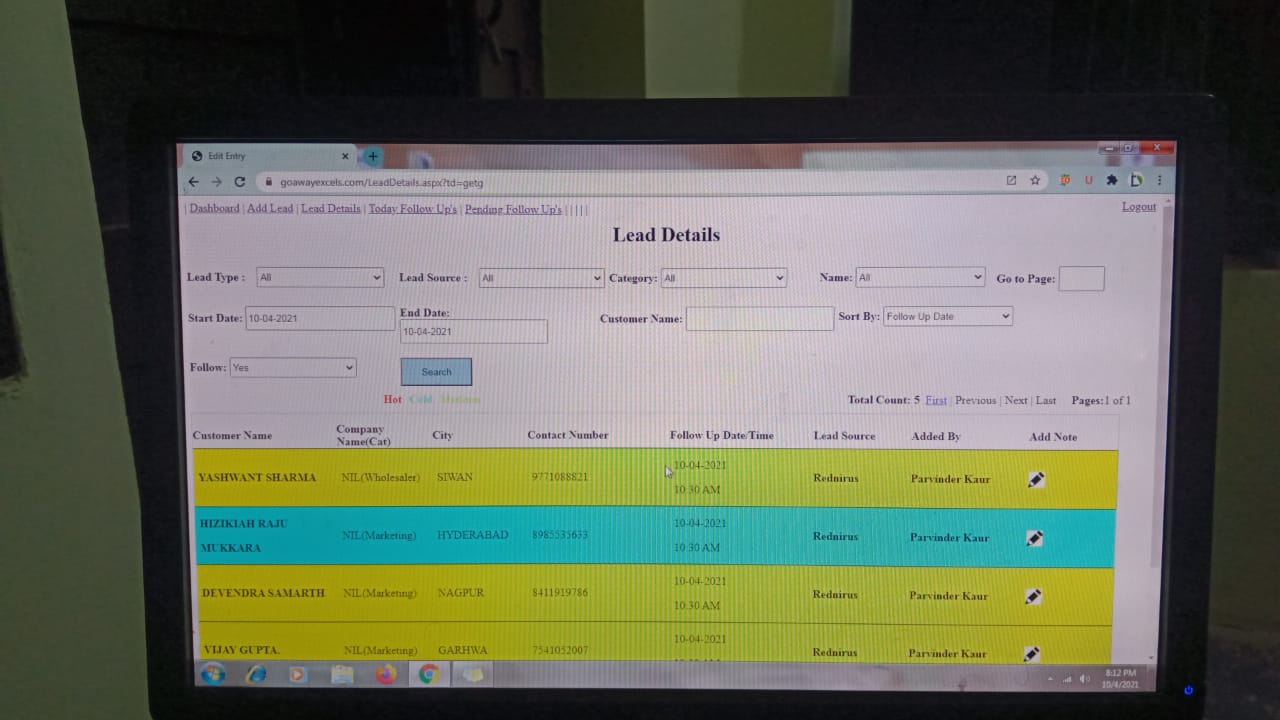 Edit Entry
goawayexcels.com/LeadDetails.aspx?td=getg
| Dashboard | Add Lead | Lead Details | Today Follow Up's | Pending Follow Up's | | | | |
Logout
Lead Details
Lead Type : All Lead Source : All Category: All Name: All Go to Page:
Start Date: 10-04-2021 End Date: 10-04-2021 Customer Name: Sort By: Follow Up Date
Follow: Yes Search
Hot Cold Medium
Total Count: 5 First | Previous | Next | Last Pages:1 of 1
Customer Name Company Name(Cat) City Contact Number Follow Up Date/Time Lead Source Added By Add Note
YASHWANT SHARMA NIL(Wholesaler) SIWAN 9771088821 10-04-2021 10:30 AM Rednirus Parvinder Kaur
HIZIKIAH RAJU MUKKARA NIL(Marketing) HYDERABAD 8985535633 10-04-2021 10:30 AM Rednirus Parvinder Kaur
DEVENDRA SAMARTH NIL(Marketing) NAGPUR 8411919786 10-04-2021 10:30 AM Rednirus Parvinder Kaur
VIJAY GUPTA. NIL(Marketing) GARHWA 7541052007 10-04-2021 Rednirus Parvinder Kaur
8:12 PM
10/4/2021